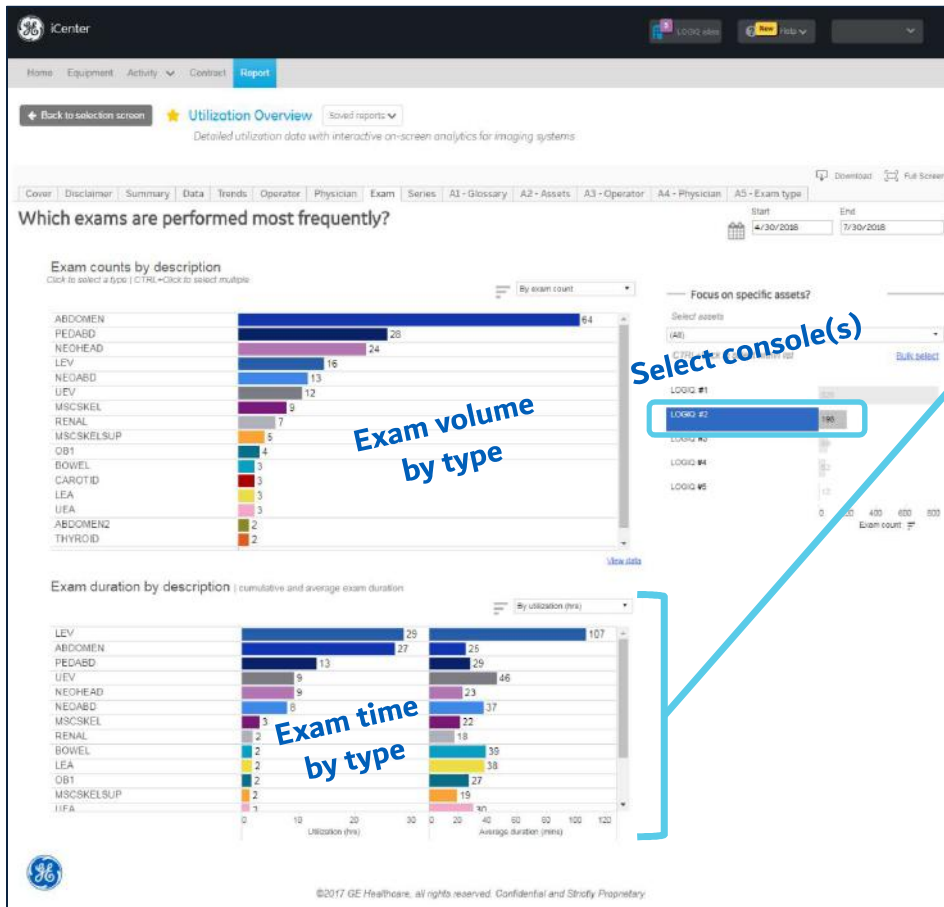 iCenter
5
LOGIQ sites
New Help
Home Equipment Activity Contract Report
Back to selection screen
Utilization Overview
Saved reports
Detailed utilization data with interactive on-screen analytics for imaging systems
Download Full Screen
Cover Disclaimer Summary Data Trends Operator Physician Exam Series A1 - Glossary A2 - Assets A3 - Operator A4 - Physician A5 - Exam type
Which exams are performed most frequently?
Start End
4/30/2018 7/30/2018
Exam counts by description
Click to select a type | CTRL+Click to select multiple
By exam count
ABDOMEN 64
PEDABD 28
NEOHEAD 24
LEV 16
NEOABD 13
UEV 12
MSCSKEL 9
RENAL 7
MSCSKELSUP 5
OB1 4
BOWEL 3
CAROTID 3
LEA 3
UEA 3
ABDOMEN2 2
THYROID 2
Exam volume
by type
View data
Focus on specific assets?
Select assets
(All)
Select console(s)
Bulk select
LOGIQ #1
LOGIQ #2 195
LOGIQ #3
LOGIQ #4
LOGIQ #5
0 400 600 800
Exam count
Exam duration by description | cumulative and average exam duration
By utilization (hrs)
LEV 29 107
ABDOMEN 27 25
PEDABD 13 29
UEV 9 46
NEOHEAD 9 23
NEOABD 8 37
MSCSKEL 3 22
RENAL 2 18
BOWEL 2 39
LEA 2 38
OB1 2 27
MSCSKELSUP 2 19
UEA 2 30
Exam time
by type
0 10 20 30 0 20 40 60 80 100 120
Utilization (hrs) Average duration (mins)
©2017 GE Healthcare, all rights reserved. Confidential and Strictly Proprietary